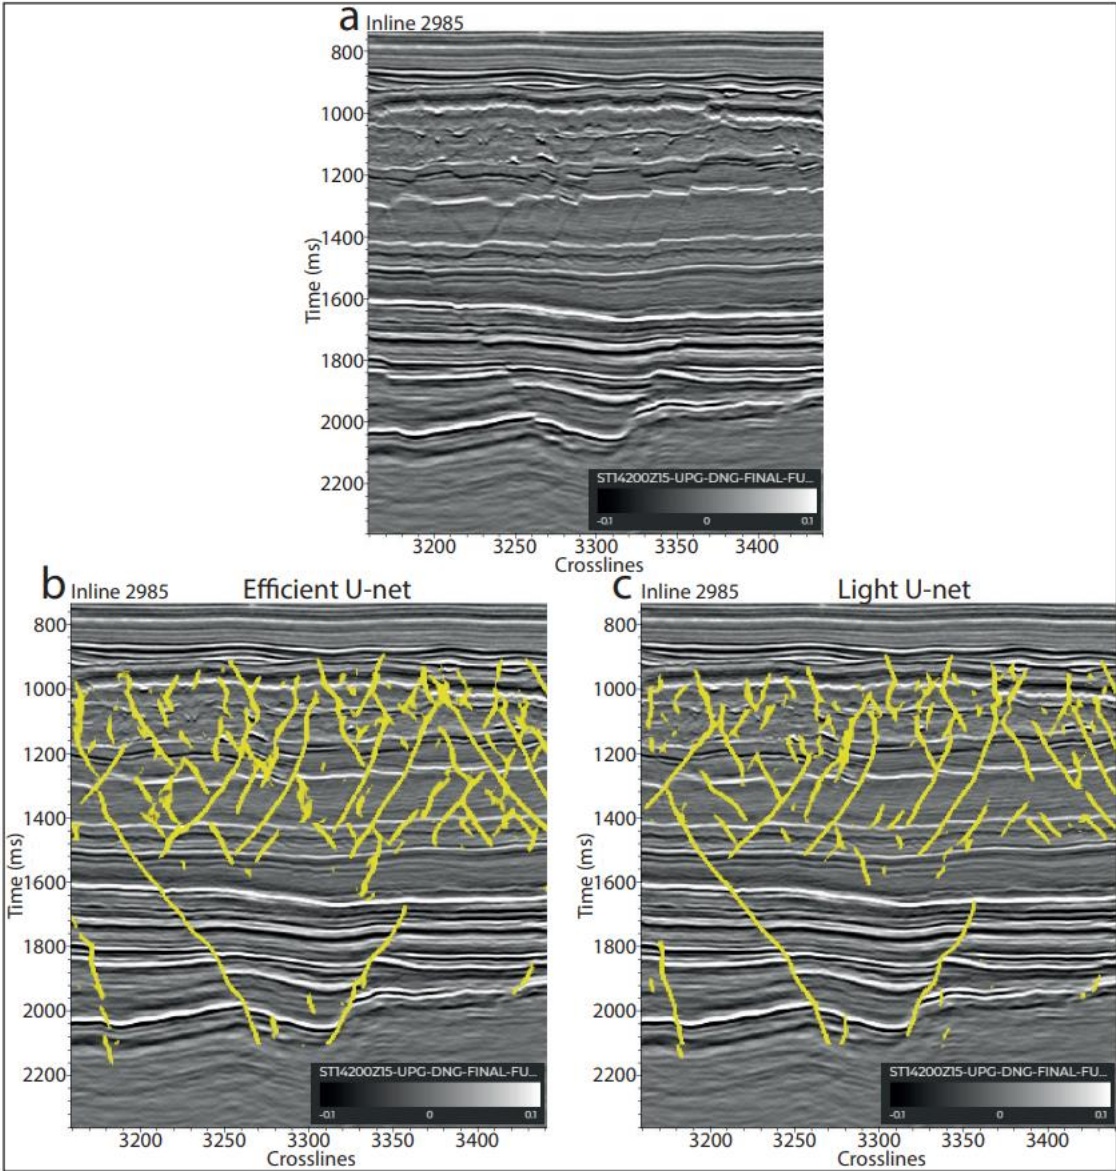 a Inline 2985
800
1000
1200
1400
1600
1800
2000
2200
Time (ms)
ST14200Z15-UPG-DNG-FINAL-FU...
-0.1 0 0.1
3200 3250 3300 3350 3400
Crosslines
b Inline 2985 Efficient U-net
800
1000
1200
1400
1600
1800
2000
2200
Time (ms)
ST14200Z15-UPG-DNG-FINAL-FU...
-0.1 0 0.1
3200 3250 3300 3350 3400
Crosslines
c Inline 2985 Light U-net
800
1000
1200
1400
1600
1800
2000
2200
Time (ms)
ST14200Z15-UPG-DNG-FINAL-FU...
-0.1 0 0.1
3200 3250 3300 3350 3400
Crosslines